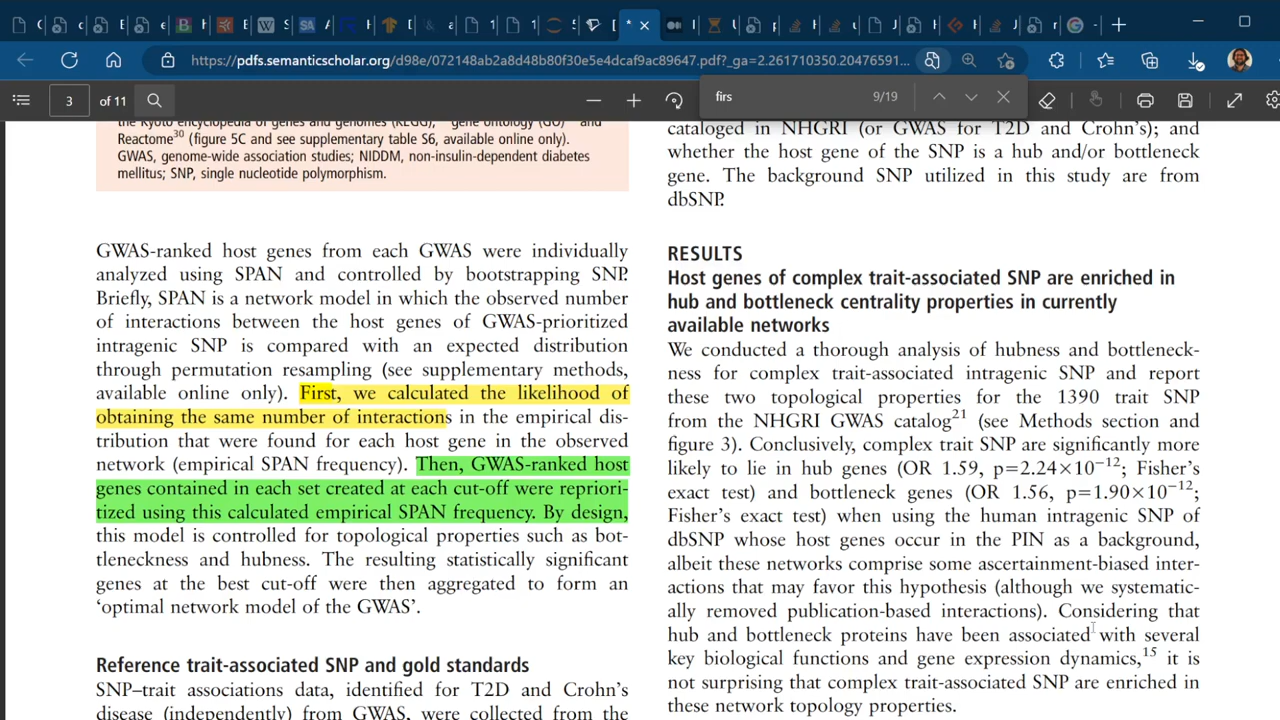 https://pdfs.semanticscholar.org/d98e/072148ab2a8d48b80f30e5e4dcaf9ac89647.pdf?_ga=2.261710350.20476591...
3 of 11
firs 9/19
the Kyoto encyclopedia of genes and genomes (KEGG), gene ontology (GO) and
Reactome30 (figure 5C and see supplementary table S6, available online only).
GWAS, genome-wide association studies; NIDDM, non-insulin-dependent diabetes
mellitus; SNP, single nucleotide polymorphism.
GWAS-ranked host genes from each GWAS were individually
analyzed using SPAN and controlled by bootstrapping SNP.
Briefly, SPAN is a network model in which the observed number
of interactions between the host genes of GWAS-prioritized
intragenic SNP is compared with an expected distribution
through permutation resampling (see supplementary methods,
available online only). First, we calculated the likelihood of
obtaining the same number of interactions in the empirical dis-
tribution that were found for each host gene in the observed
network (empirical SPAN frequency). Then, GWAS-ranked host
genes contained in each set created at each cut-off were repriori-
tized using this calculated empirical SPAN frequency. By design,
this model is controlled for topological properties such as bot-
tleneckness and hubness. The resulting statistically significant
genes at the best cut-off were then aggregated to form an
‘optimal network model of the GWAS’.
Reference trait-associated SNP and gold standards
SNP–trait associations data, identified for T2D and Crohn’s
disease (independently) from GWAS, were collected from the
cataloged in NHGRI (or GWAS for T2D and Crohn’s); and
whether the host gene of the SNP is a hub and/or bottleneck
gene. The background SNP utilized in this study are from
dbSNP.
RESULTS
Host genes of complex trait-associated SNP are enriched in
hub and bottleneck centrality properties in currently
available networks
We conducted a thorough analysis of hubness and bottleneck-
ness for complex trait-associated intragenic SNP and report
these two topological properties for the 1390 trait SNP
from the NHGRI GWAS catalog21 (see Methods section and
figure 3). Conclusively, complex trait SNP are significantly more
likely to lie in hub genes (OR 1.59, p=2.24×10−12; Fisher’s
exact test) and bottleneck genes (OR 1.56, p=1.90×10−12;
Fisher’s exact test) when using the human intragenic SNP of
dbSNP whose host genes occur in the PIN as a background,
albeit these networks comprise some ascertainment-biased inter-
actions that may favor this hypothesis (although we systematic-
ally removed publication-based interactions). Considering that
hub and bottleneck proteins have been associated with several
key biological functions and gene expression dynamics,15 it is
not surprising that complex trait-associated SNP are enriched in
these network topology properties.